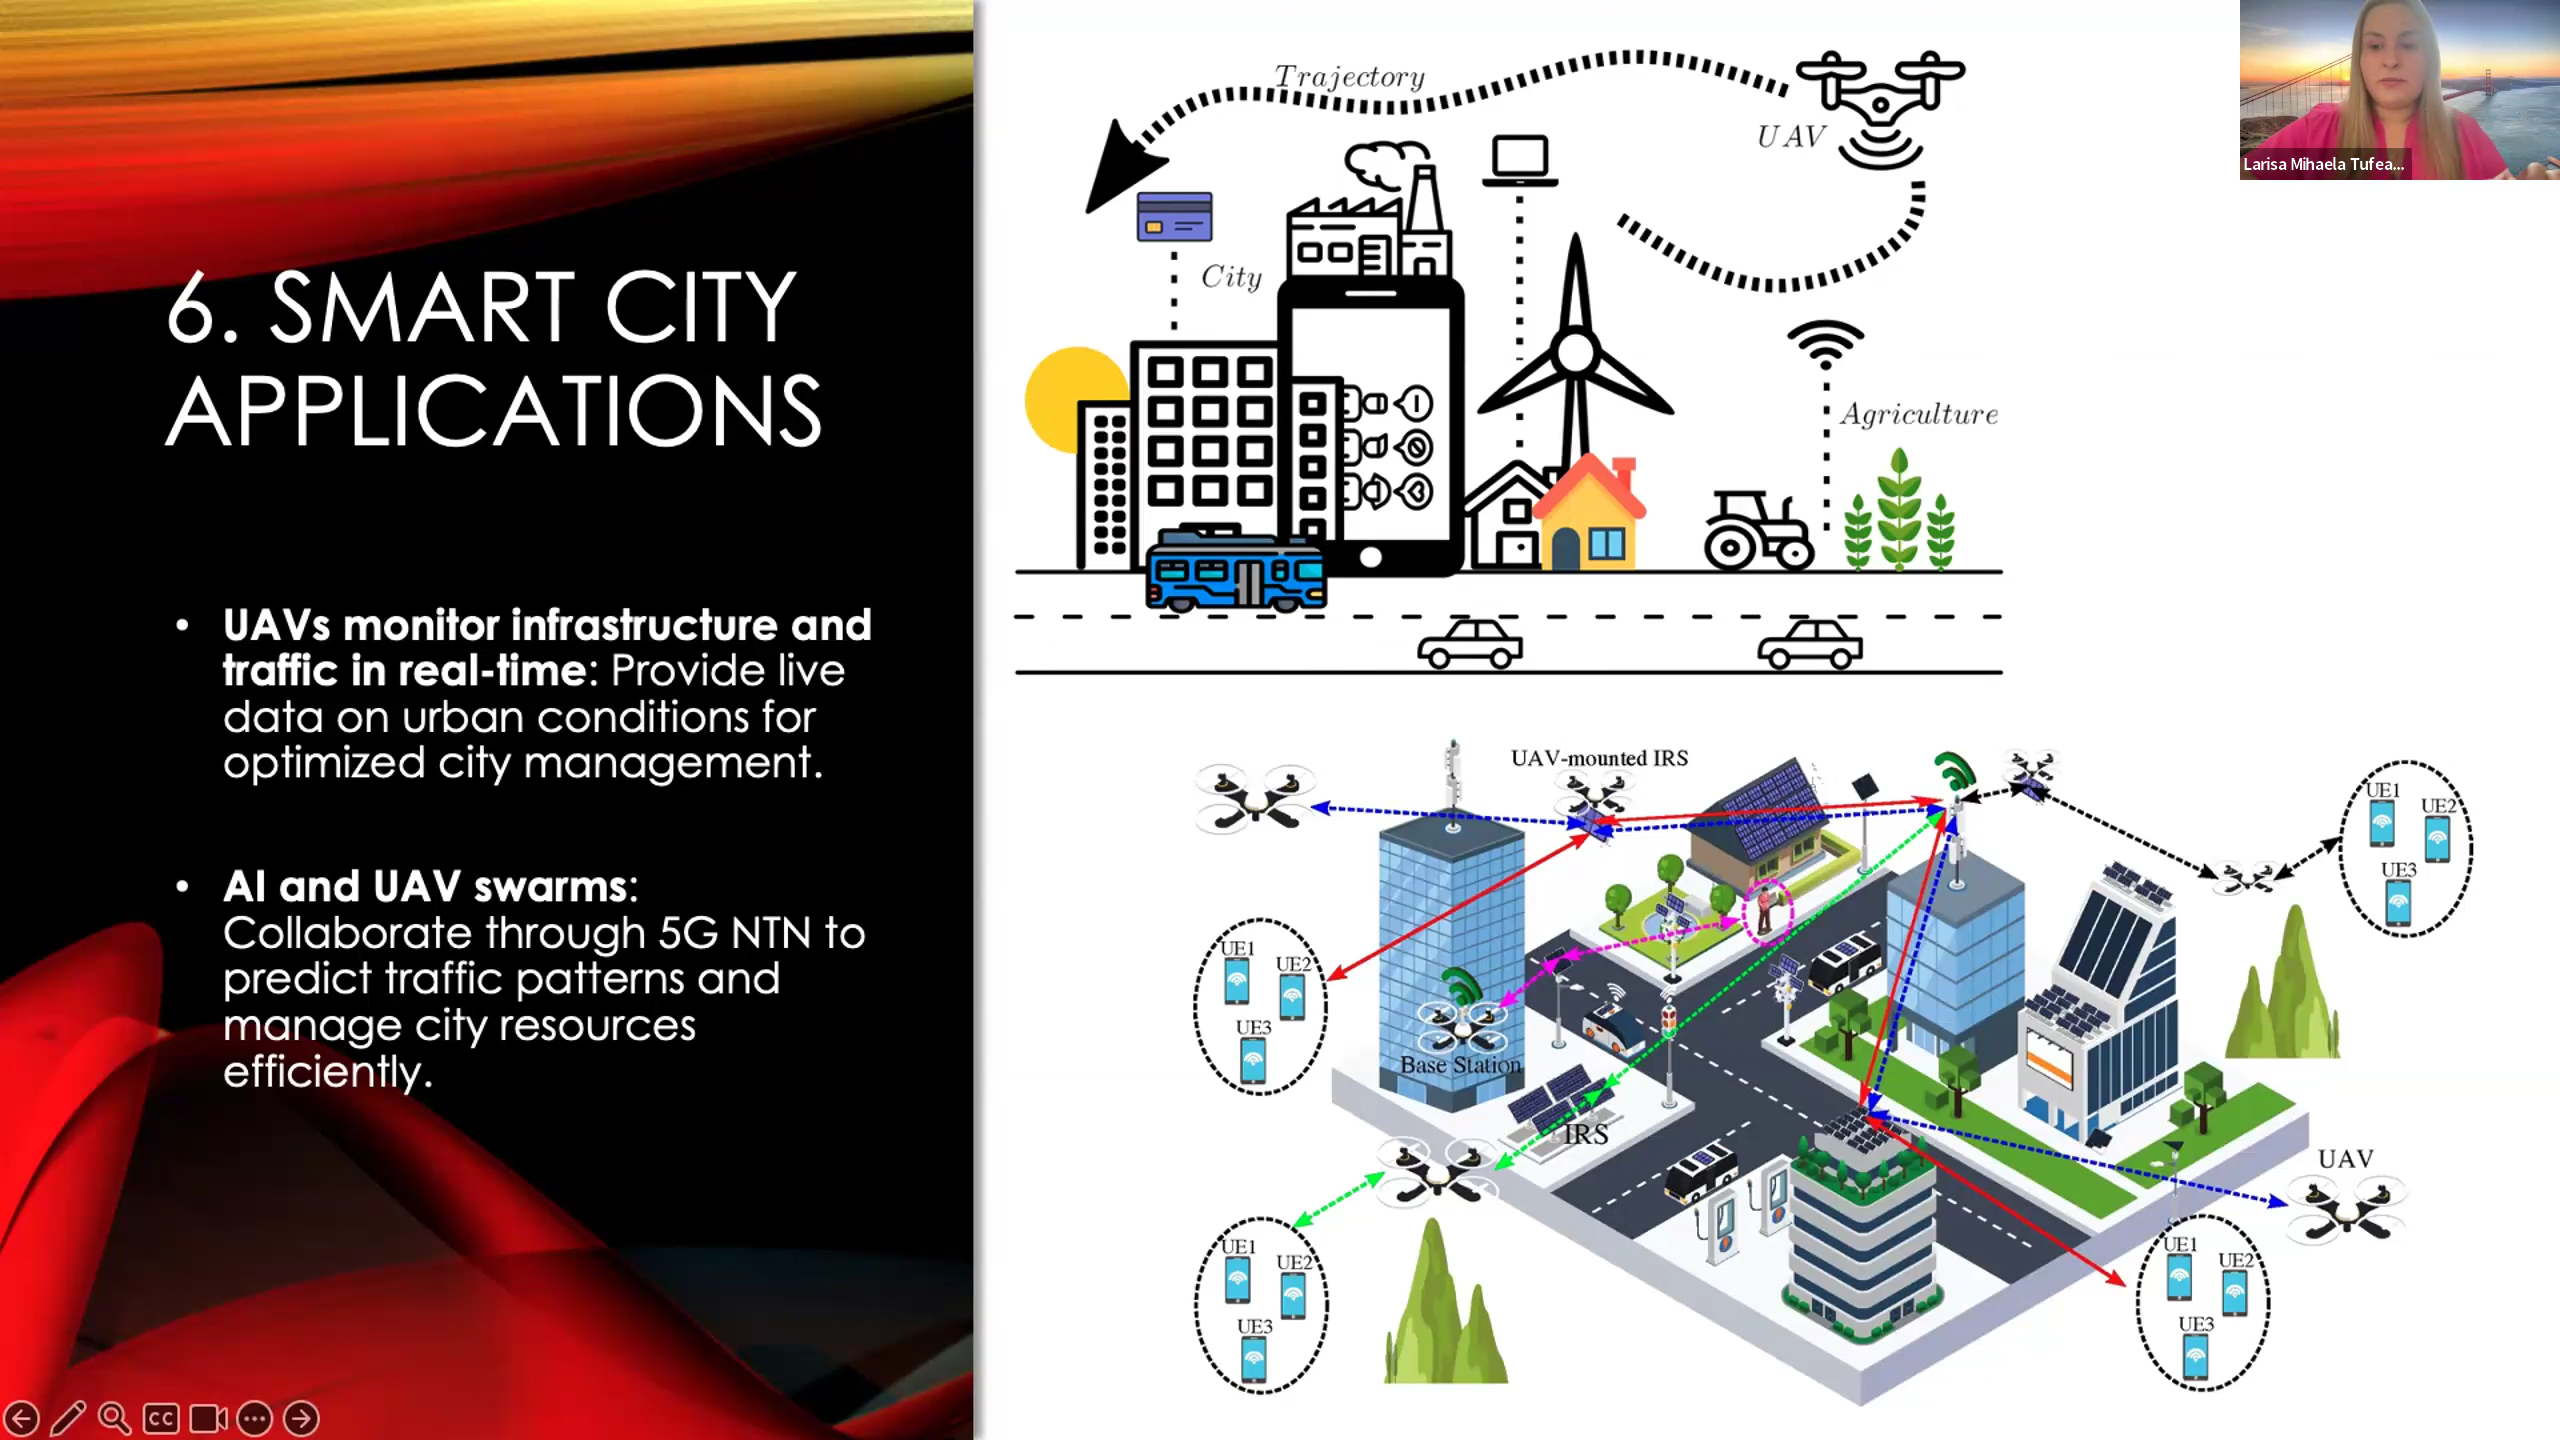 6. SMART CITY
APPLICATIONS
• UAVs monitor infrastructure and
traffic in real-time: Provide live
data on urban conditions for
optimized city management.
• AI and UAV swarms:
Collaborate through 5G NTN to
predict traffic patterns and
manage city resources
efficiently.
CC
Trajectory
UAV
City
Agriculture
Larisa Mihaela Tufea...
UAV-mounted IRS
UE1
UE2
UE3
UE1
UE2
UE3
Base Station
IRS
UAV
UE1
UE2
UE3
UE1
UE2
UE3